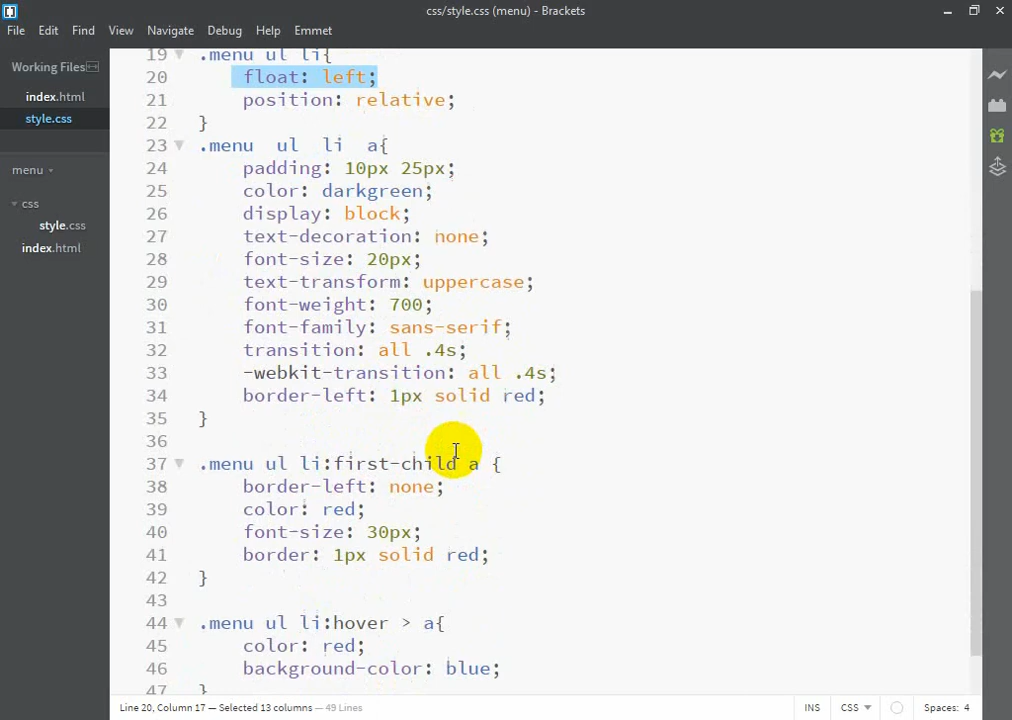 css/style.css (menu) - Brackets
File Edit Find View Navigate Debug Help Emmet
Working Files
index.html
style.css
menu
css
style.css
index.html
19 .menu ul li{
20 float: left;
21 position: relative;
22 }
23 .menu ul li a{
24 padding: 10px 25px;
25 color: darkgreen;
26 display: block;
27 text-decoration: none;
28 font-size: 20px;
29 text-transform: uppercase;
30 font-weight: 700;
31 font-family: sans-serif;
32 transition: all .4s;
33 -webkit-transition: all .4s;
34 border-left: 1px solid red;
35 }
36
37 .menu ul li:first-child a {
38 border-left: none;
39 color: red;
40 font-size: 30px;
41 border: 1px solid red;
42 }
43
44 .menu ul li:hover > a{
45 color: red;
46 background-color: blue;
47 }
Line 20, Column 17 — Selected 13 columns — 49 Lines
INS CSS Spaces: 4